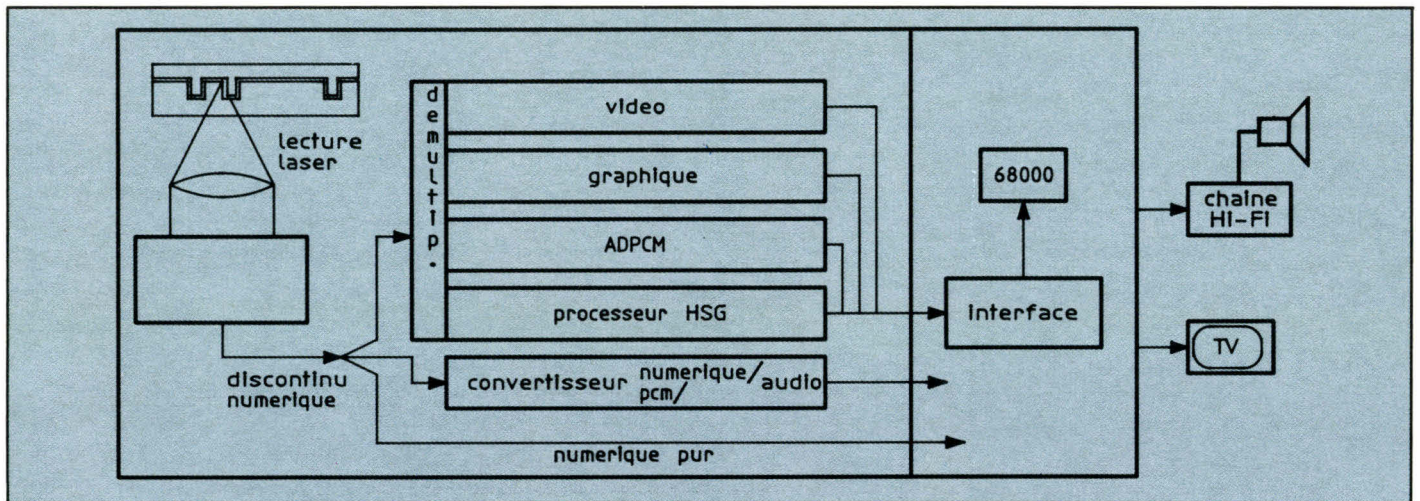 lecture
laser
demultip.
video
graphique
ADPCM
processeur HSG
discontinu
numerique
convertisseur numerique/
pcm/ audio
numerique pur
68000
interface
chaine
Hi-Fi
TV